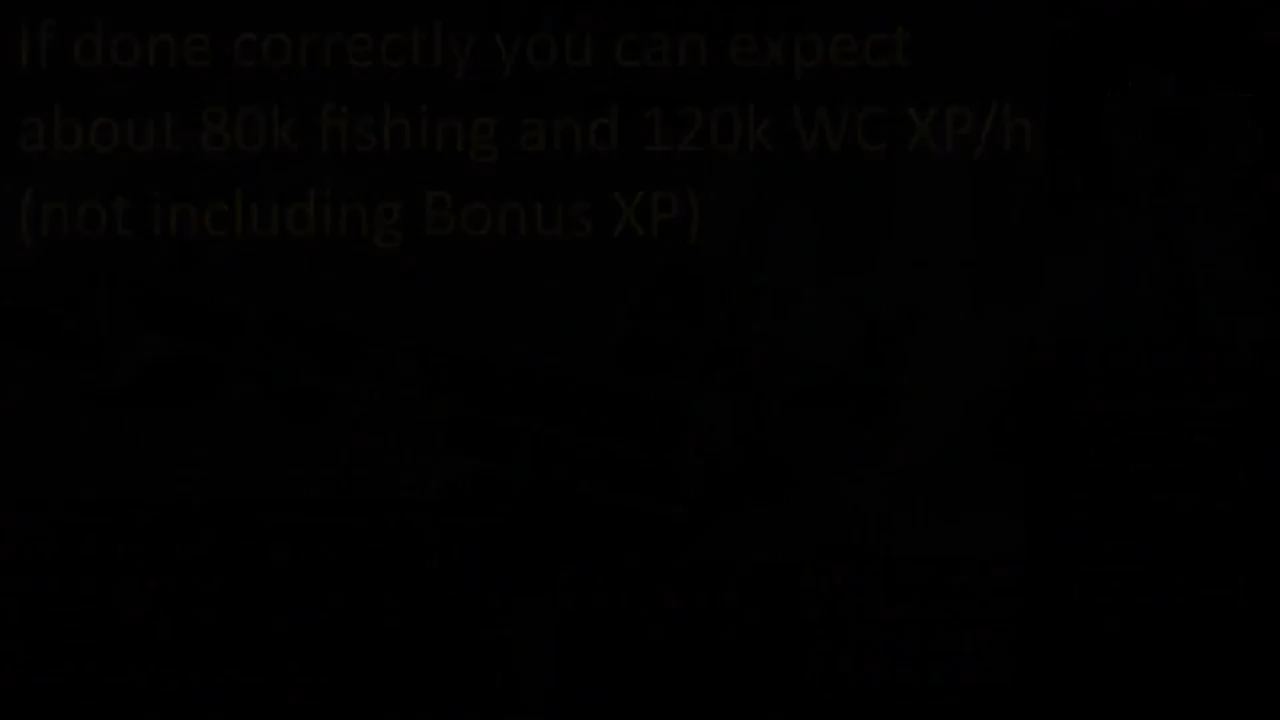 If done correctly you can expect
about 80k fishing and 120k WC XP/h
(not including Bonus XP)